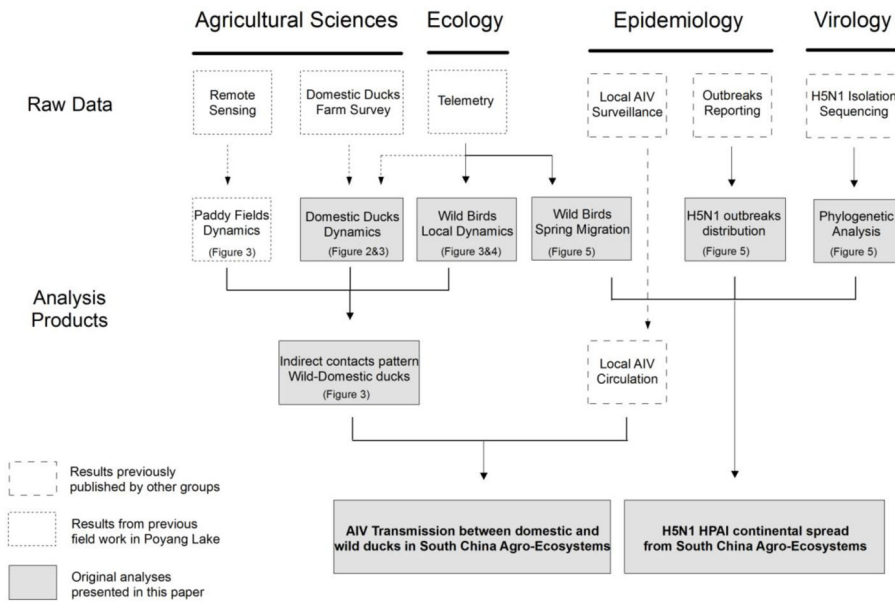 Agricultural Sciences
Ecology
Epidemiology
Virology
Raw Data
Remote
Sensing
Domestic Ducks
Farm Survey
Telemetry
Local AIV
Surveillance
Outbreaks
Reporting
H5N1 Isolation
Sequencing
Paddy Fields
Dynamics
(Figure 3)
Domestic Ducks
Dynamics
(Figure 2&3)
Wild Birds
Local Dynamics
(Figure 3&4)
Wild Birds
Spring Migration
(Figure 5)
H5N1 outbreaks
distribution
(Figure 5)
Phylogenetic
Analysis
(Figure 5)
Analysis
Products
Indirect contacts pattern
Wild-Domestic ducks
(Figure 3)
Local AIV
Circulation
Results previously
published by other groups
Results from previous
field work in Poyang Lake
Original analyses
presented in this paper
AIV Transmission between domestic and
wild ducks in South China Agro-Ecosystems
H5N1 HPAI continental spread
from South China Agro-Ecosystems